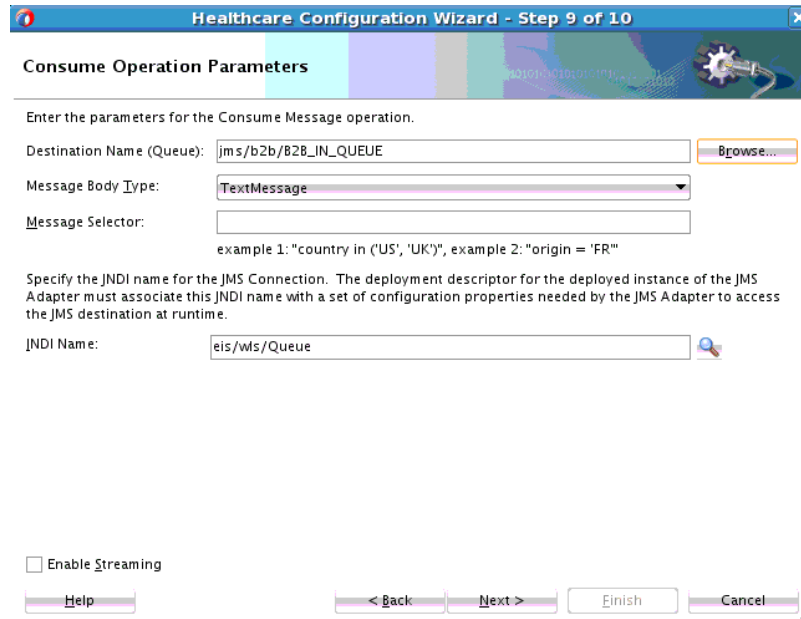 Healthcare Configuration Wizard - Step 9 of 10
Consume Operation Parameters
Enter the parameters for the Consume Message operation.
Destination Name (Queue): jms/b2b/B2B_IN_QUEUE Browse...
Message Body Type: TextMessage
Message Selector:
example 1: "country in ('US', 'UK')", example 2: "origin = 'FR'"
Specify the JNDI name for the JMS Connection. The deployment descriptor for the deployed instance of the JMS
Adapter must associate this JNDI name with a set of configuration properties needed by the JMS Adapter to access
the JMS destination at runtime.
JNDI Name: eis/wls/Queue
Enable Streaming
Help < Back Next > Finish Cancel